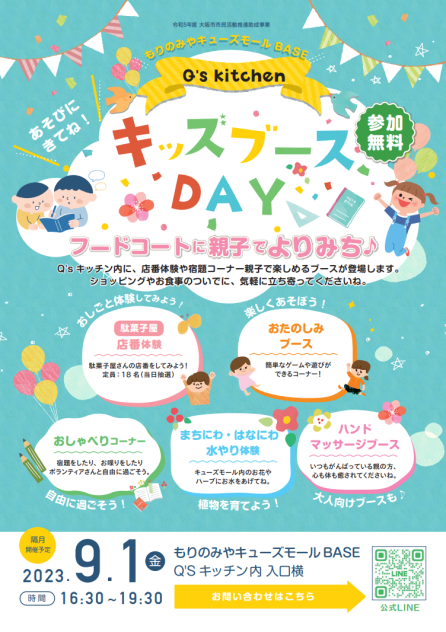 令和5年度 大阪市市民活動推進助成事業
もりのみやキューズモールBASE
Q's kitchen
あそびに
きてね！
キッズブース
DAY
参加
無料
フードコートに親子でよりみち♪
Q'sキッチン内に、店番体験や宿題コーナー親子で楽しめるブースが登場します。
ショッピングやお食事のついでに、気軽に立ち寄ってくださいね。
おしごと体験してみよう！
駄菓子屋
店番体験
駄菓子屋さんの店番をしてみよう！
定員：18名（当日抽選）
楽しくあそぼう！
おたのしみ
ブース
簡単なゲームや遊びが
できるコーナー！
おしゃべりコーナー
宿題をしたり、お喋りをしたり
ボランティアさんと自由に過ごそう。
自由に過ごそう！
まちにわ・はなにわ
水やり体験
キューズモール内のお花や
ハーブにお水をあげてね。
植物を育てよう！
ハンド
マッサージブース
いつもがんばっている親の方、
心も体も癒されてくださいね。
大人向けブースも♪
隔月
開催予定
2023. 9.1 金
時間 16:30~19:30
もりのみやキューズモールBASE
Q'S キッチン内 入口横
お問い合わせはこちら
LINE
公式LINE